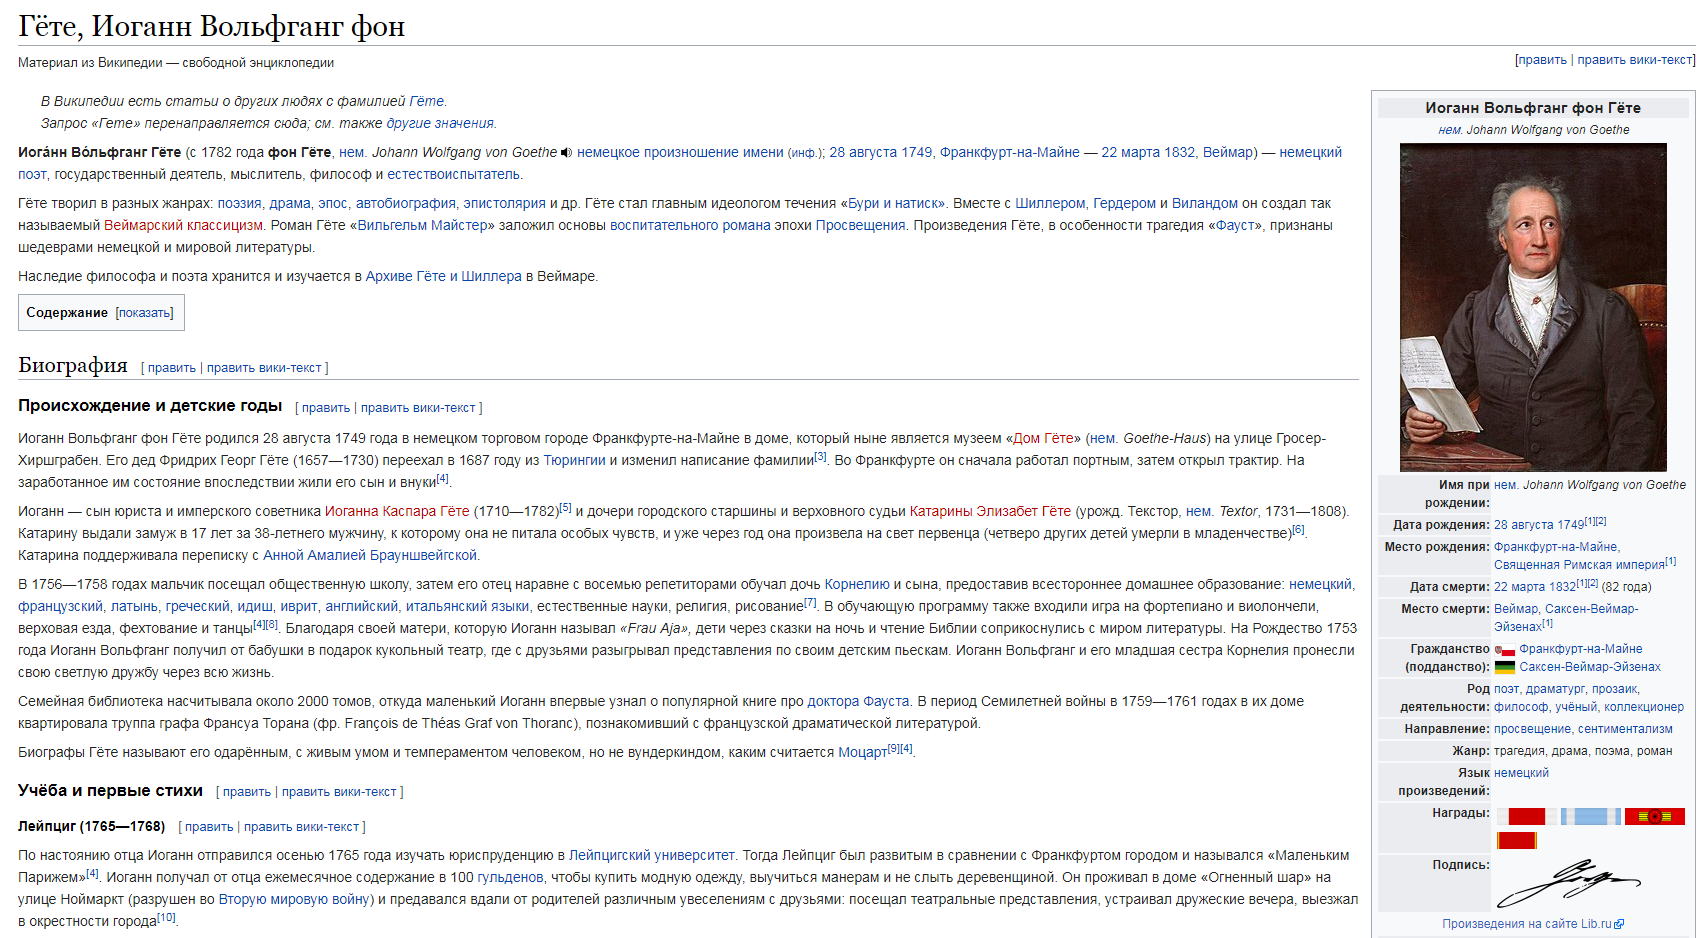 Гёте, Иоганн Вольфганг фон
Материал из Википедии — свободной энциклопедии
[править | править вики-текст]
В Википедии есть статьи о других людях с фамилией Гёте.
Запрос «Гете» перенаправляется сюда; см. также другие значения.
Иога́нн Во́льфганг Гёте (с 1782 года фон Гёте, нем. Johann Wolfgang von Goethe немецкое произношение имени (инф.); 28 августа 1749, Франкфурт-на-Майне — 22 марта 1832, Веймар) — немецкий
поэт, государственный деятель, мыслитель, философ и естествоиспытатель.
Гёте творил в разных жанрах: поэзия, драма, эпос, автобиография, эпистолярия и др. Гёте стал главным идеологом течения «Бури и натиск». Вместе с Шиллером, Гердером и Виландом он создал так
называемый Веймарский классицизм. Роман Гёте «Вильгельм Майстер» заложил основы воспитательного романа эпохи Просвещения. Произведения Гёте, в особенности трагедия «Фауст», признаны
шедеврами немецкой и мировой литературы.
Наследие философа и поэта хранится и изучается в Архиве Гёте и Шиллера в Веймаре.
Содержание [показать]
Биография [ править | править вики-текст ]
Происхождение и детские годы [ править | править вики-текст ]
Иоганн Вольфганг фон Гёте родился 28 августа 1749 года в немецком торговом городе Франкфурте-на-Майне в доме, который ныне является музеем «Дом Гёте» (нем. Goethe-Haus) на улице Гросер-
Хиршграбен. Его дед Фридрих Георг Гёте (1657—1730) переехал в 1687 году из Тюрингии и изменил написание фамилии[3]. Во Франкфурте он сначала работал портным, затем открыл трактир. На
заработанное им состояние впоследствии жили его сын и внуки[4].
Иоганн — сын юриста и имперского советника Иоганна Каспара Гёте (1710—1782)[5] и дочери городского старшины и верховного судьи Катарины Элизабет Гёте (урожд. Текстор, нем. Textor, 1731—1808).
Катарину выдали замуж в 17 лет за 38-летнего мужчину, к которому она не питала особых чувств, и уже через год она произвела на свет первенца (четверо других детей умерли в младенчестве)[6].
Катарина поддерживала переписку с Анной Амалией Брауншвейгской.
В 1756—1758 годах мальчик посещал общественную школу, затем его отец наравне с восемью репетиторами обучал дочь Корнелию и сына, предоставив всестороннее домашнее образование: немецкий,
французский, латынь, греческий, идиш, иврит, английский, итальянский языки, естественные науки, религия, рисование[7]. В обучающую программу также входили игра на фортепиано и виолончели,
верховая езда, фехтование и танцы[4][8]. Благодаря своей матери, которую Иоганн называл «Frau Aja», дети через сказки на ночь и чтение Библии соприкоснулись с миром литературы. На Рождество 1753
года Иоганн Вольфганг получил от бабушки в подарок кукольный театр, где с друзьями разыгрывал представления по своим детским пьескам. Иоганн Вольфганг и его младшая сестра Корнелия пронесли
свою светлую дружбу через всю жизнь.
Семейная библиотека насчитывала около 2000 томов, откуда маленький Иоганн впервые узнал о популярной книге про доктора Фауста. В период Семилетней войны в 1759—1761 годах в их доме
квартировала труппа графа Франсуа Торана (фр. François de Théas Graf von Thoranc), познакомивший с французской драматической литературой.
Биографы Гёте называют его одарённым, с живым умом и темпераментом человеком, но не вундеркиндом, каким считается Моцарт[9][4].
Учёба и первые стихи [ править | править вики-текст ]
Лейпциг (1765—1768) [ править | править вики-текст ]
По настоянию отца Иоганн отправился осенью 1765 года изучать юриспруденцию в Лейпцигский университет. Тогда Лейпциг был развитым в сравнении с Франкфуртом городом и назывался «Маленьким
Парижем»[4]. Иоганн получал от отца ежемесячное содержание в 100 гульденов, чтобы купить модную одежду, выучиться манерам и не слыть деревенщиной. Он проживал в доме «Огненный шар» на
улице Ноймаркт (разрушен во Вторую мировую войну) и предавался вдали от родителей различным увеселениям с друзьями: посещал театральные представления, устраивал дружеские вечера, выезжал
в окрестности города[10].
Иоганн Вольфганг фон Гёте
нем. Johann Wolfgang von Goethe
Имя при рождении: нем. Johann Wolfgang von Goethe
Дата рождения: 28 августа 1749[1][2]
Место рождения: Франкфурт-на-Майне,
Священная Римская империя[1]
Дата смерти: 22 марта 1832[1][2] (82 года)
Место смерти: Веймар, Саксен-Веймар-
Эйзенах[1]
Гражданство Франкфурт-на-Майне
(подданство): Саксен-Веймар-Эйзенах
Род поэт, драматург, прозаик,
деятельности: философ, учёный, коллекционер
Направление: просвещение, сентиментализм
Жанр: трагедия, драма, поэма, роман
Язык немецкий
произведений:
Награды:
Подпись:
Произведения на сайте Lib.ru